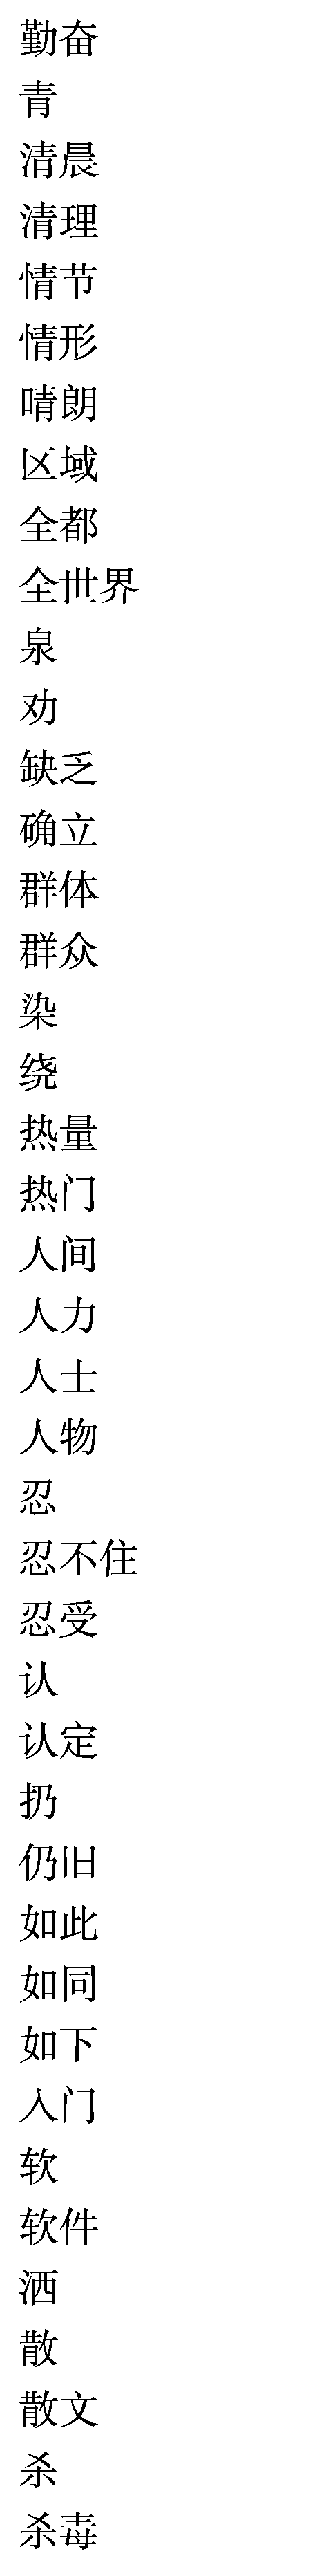 勤奋
青
清晨
清理
情节
情形
晴朗
区域
全都
全世界
泉
劝
缺乏
确立
群体
群众
染
绕
热量
热门
人间
人力
人士
人物
忍
忍不住
忍受
认
认定
扔
仍旧
如此
如同
如下
入门
软
软件
洒
散
散文
杀
杀毒